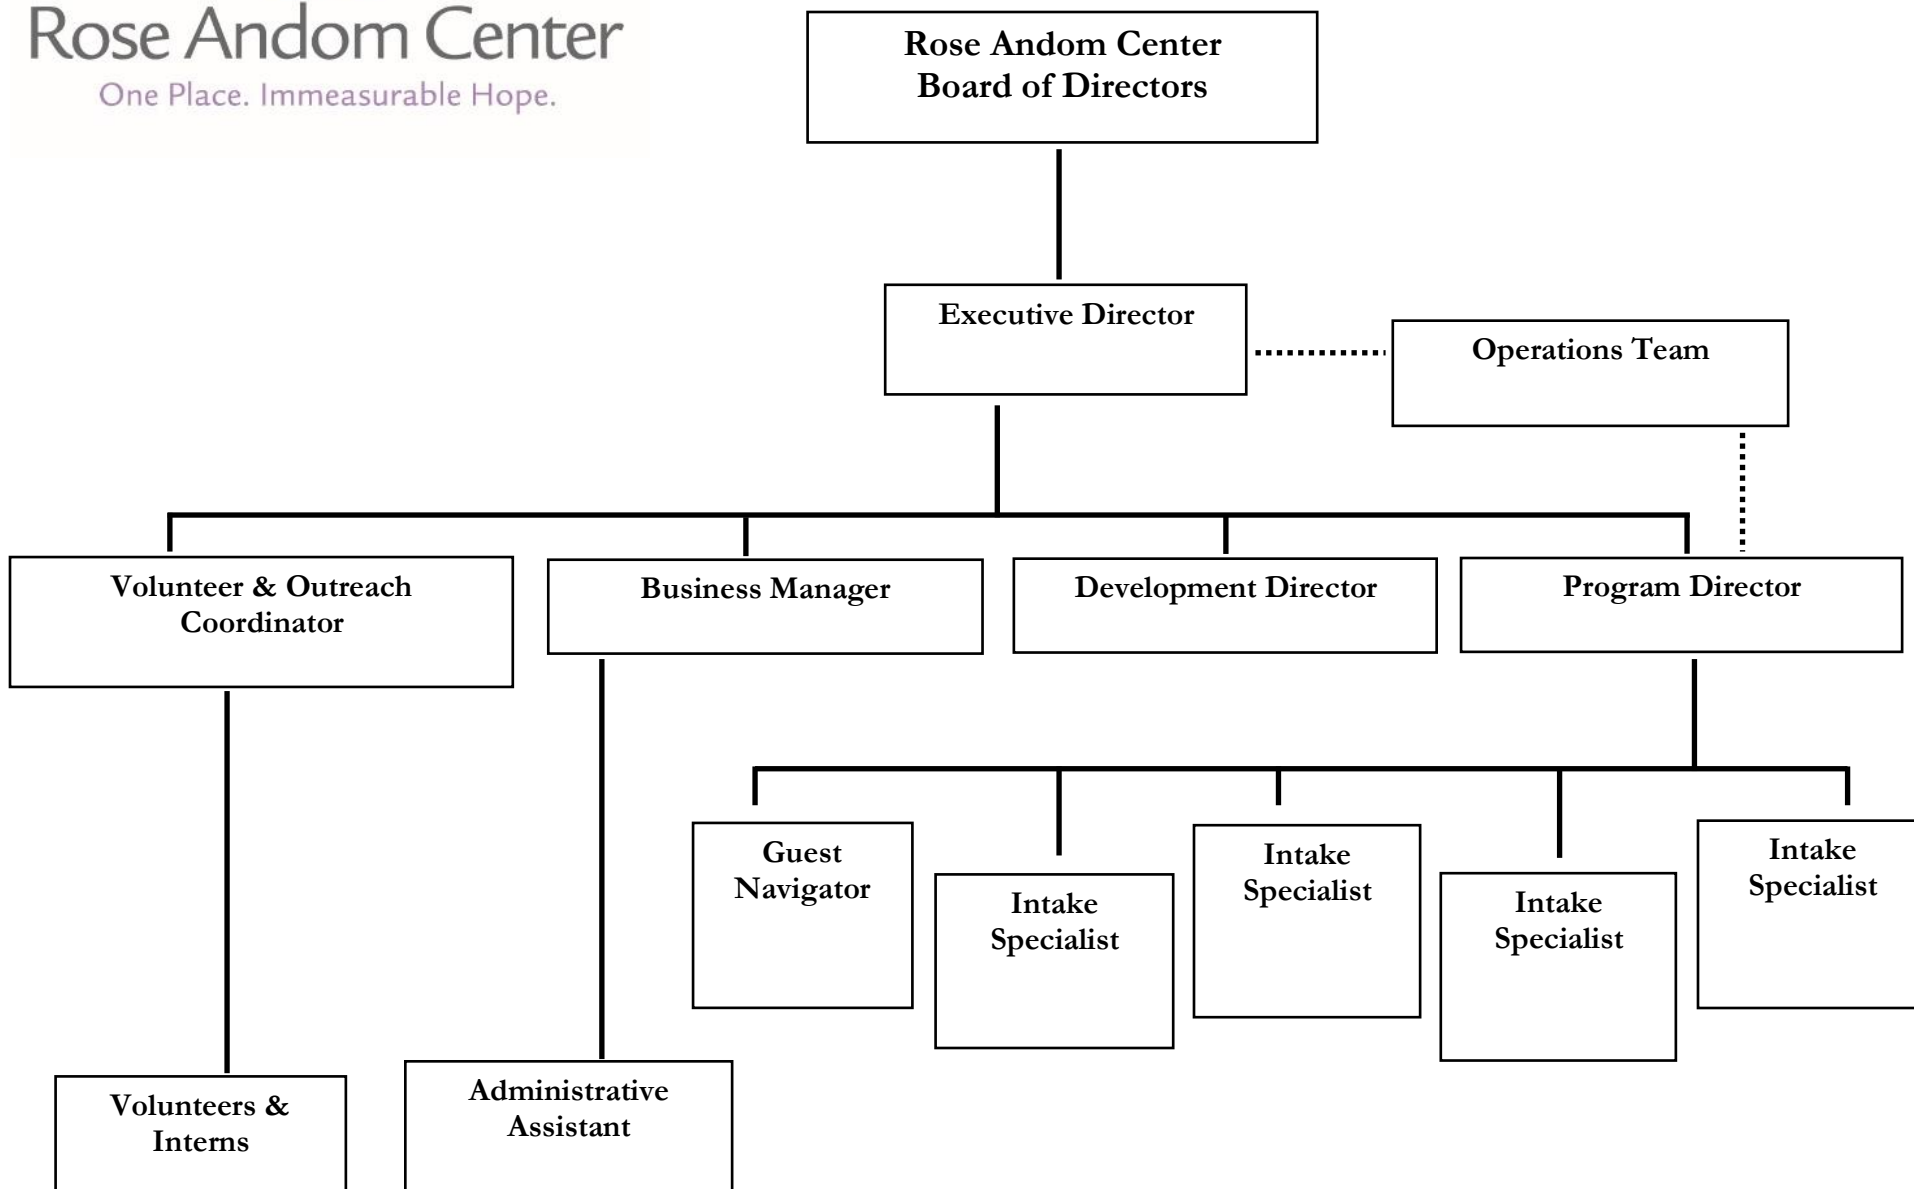 Rose Andom Center
One Place. Immeasurable Hope.
Rose Andom Center
Board of Directors
Executive Director
Operations Team
Volunteer & Outreach
Coordinator
Business Manager
Development Director
Program Director
Guest
Navigator
Intake
Specialist
Intake
Specialist
Intake
Specialist
Intake
Specialist
Volunteers &
Interns
Administrative
Assistant